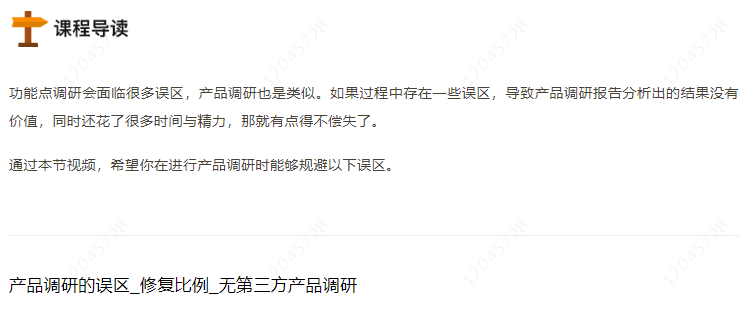 课程导读
功能点调研会面临很多误区，产品调研也是类似。如果过程中存在一些误区，导致产品调研报告分析出的结果没有
价值，同时还花了很多时间与精力，那就有点得不偿失了。
通过本节视频，希望你在进行产品调研时能够规避以下误区。
产品调研的误区_修复比例_无第三方产品调研
17045728
17045728
17045728
17045728
17045728
17045728